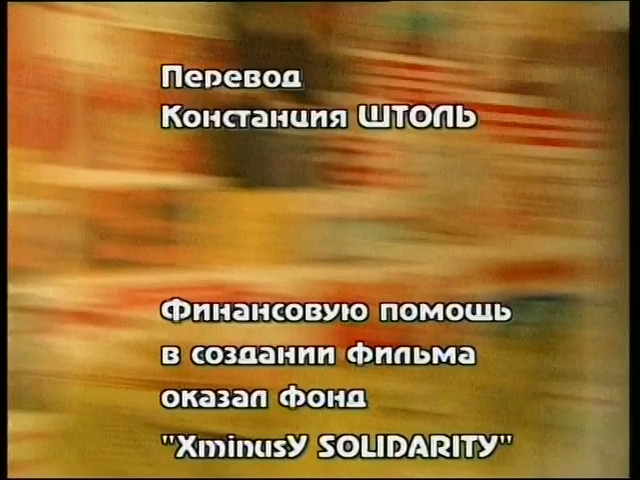 Перевод
Констанция ШТОЛЬ
Финансовую помощь
в создании фильма
оказал фонд
"XminusY SOLIDARITY"